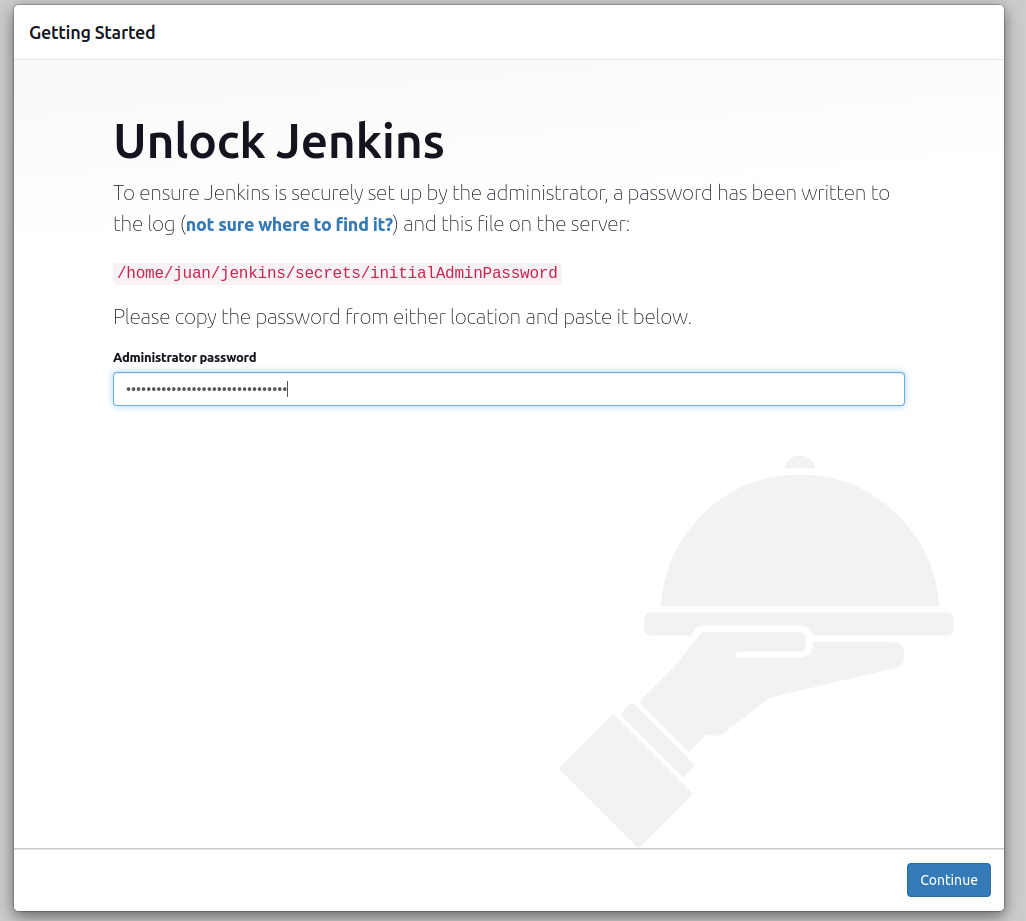 Getting Started
Unlock Jenkins
To ensure Jenkins is securely set up by the administrator, a password has been written to
the log (not sure where to find it?) and this file on the server:
/home/juan/jenkins/secrets/initialAdminPassword
Please copy the password from either location and paste it below.
Administrator password
••••••••••••••••••••••••••••••••
Continue